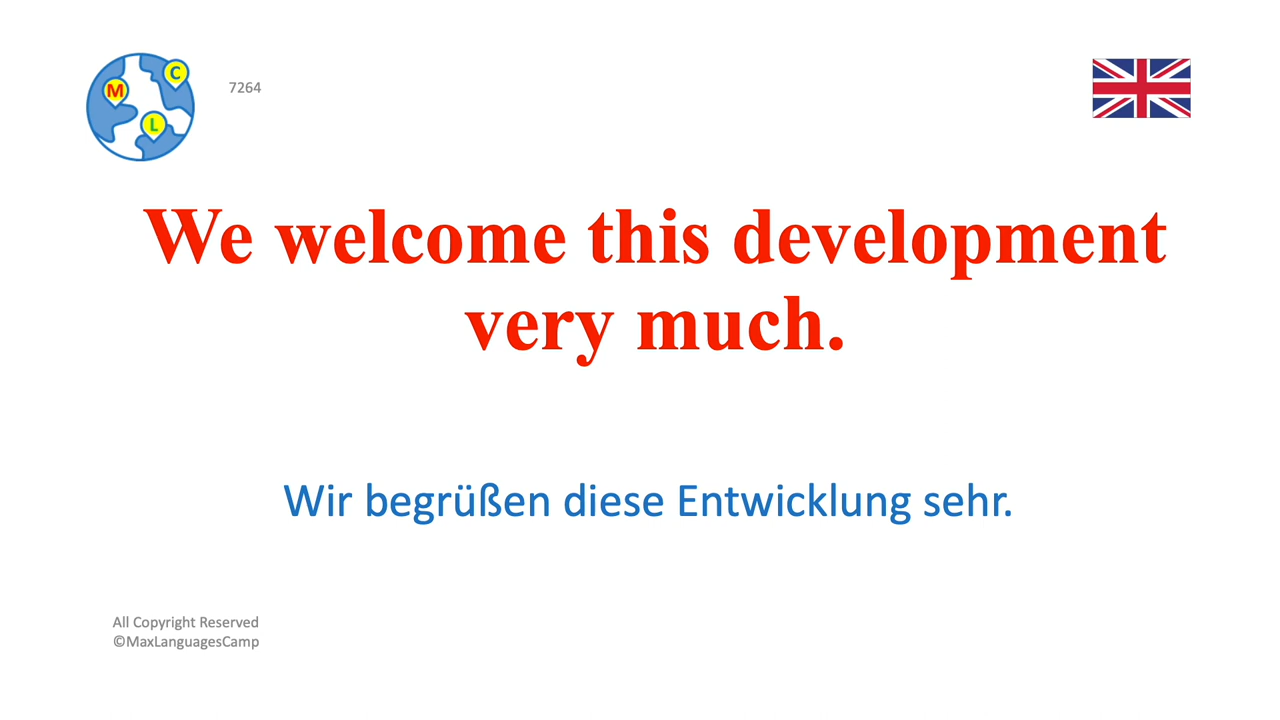 C
M
L
7264
We welcome this development
very much.
Wir begrüßen diese Entwicklung sehr.
All Copyright Reserved
©MaxLanguagesCamp